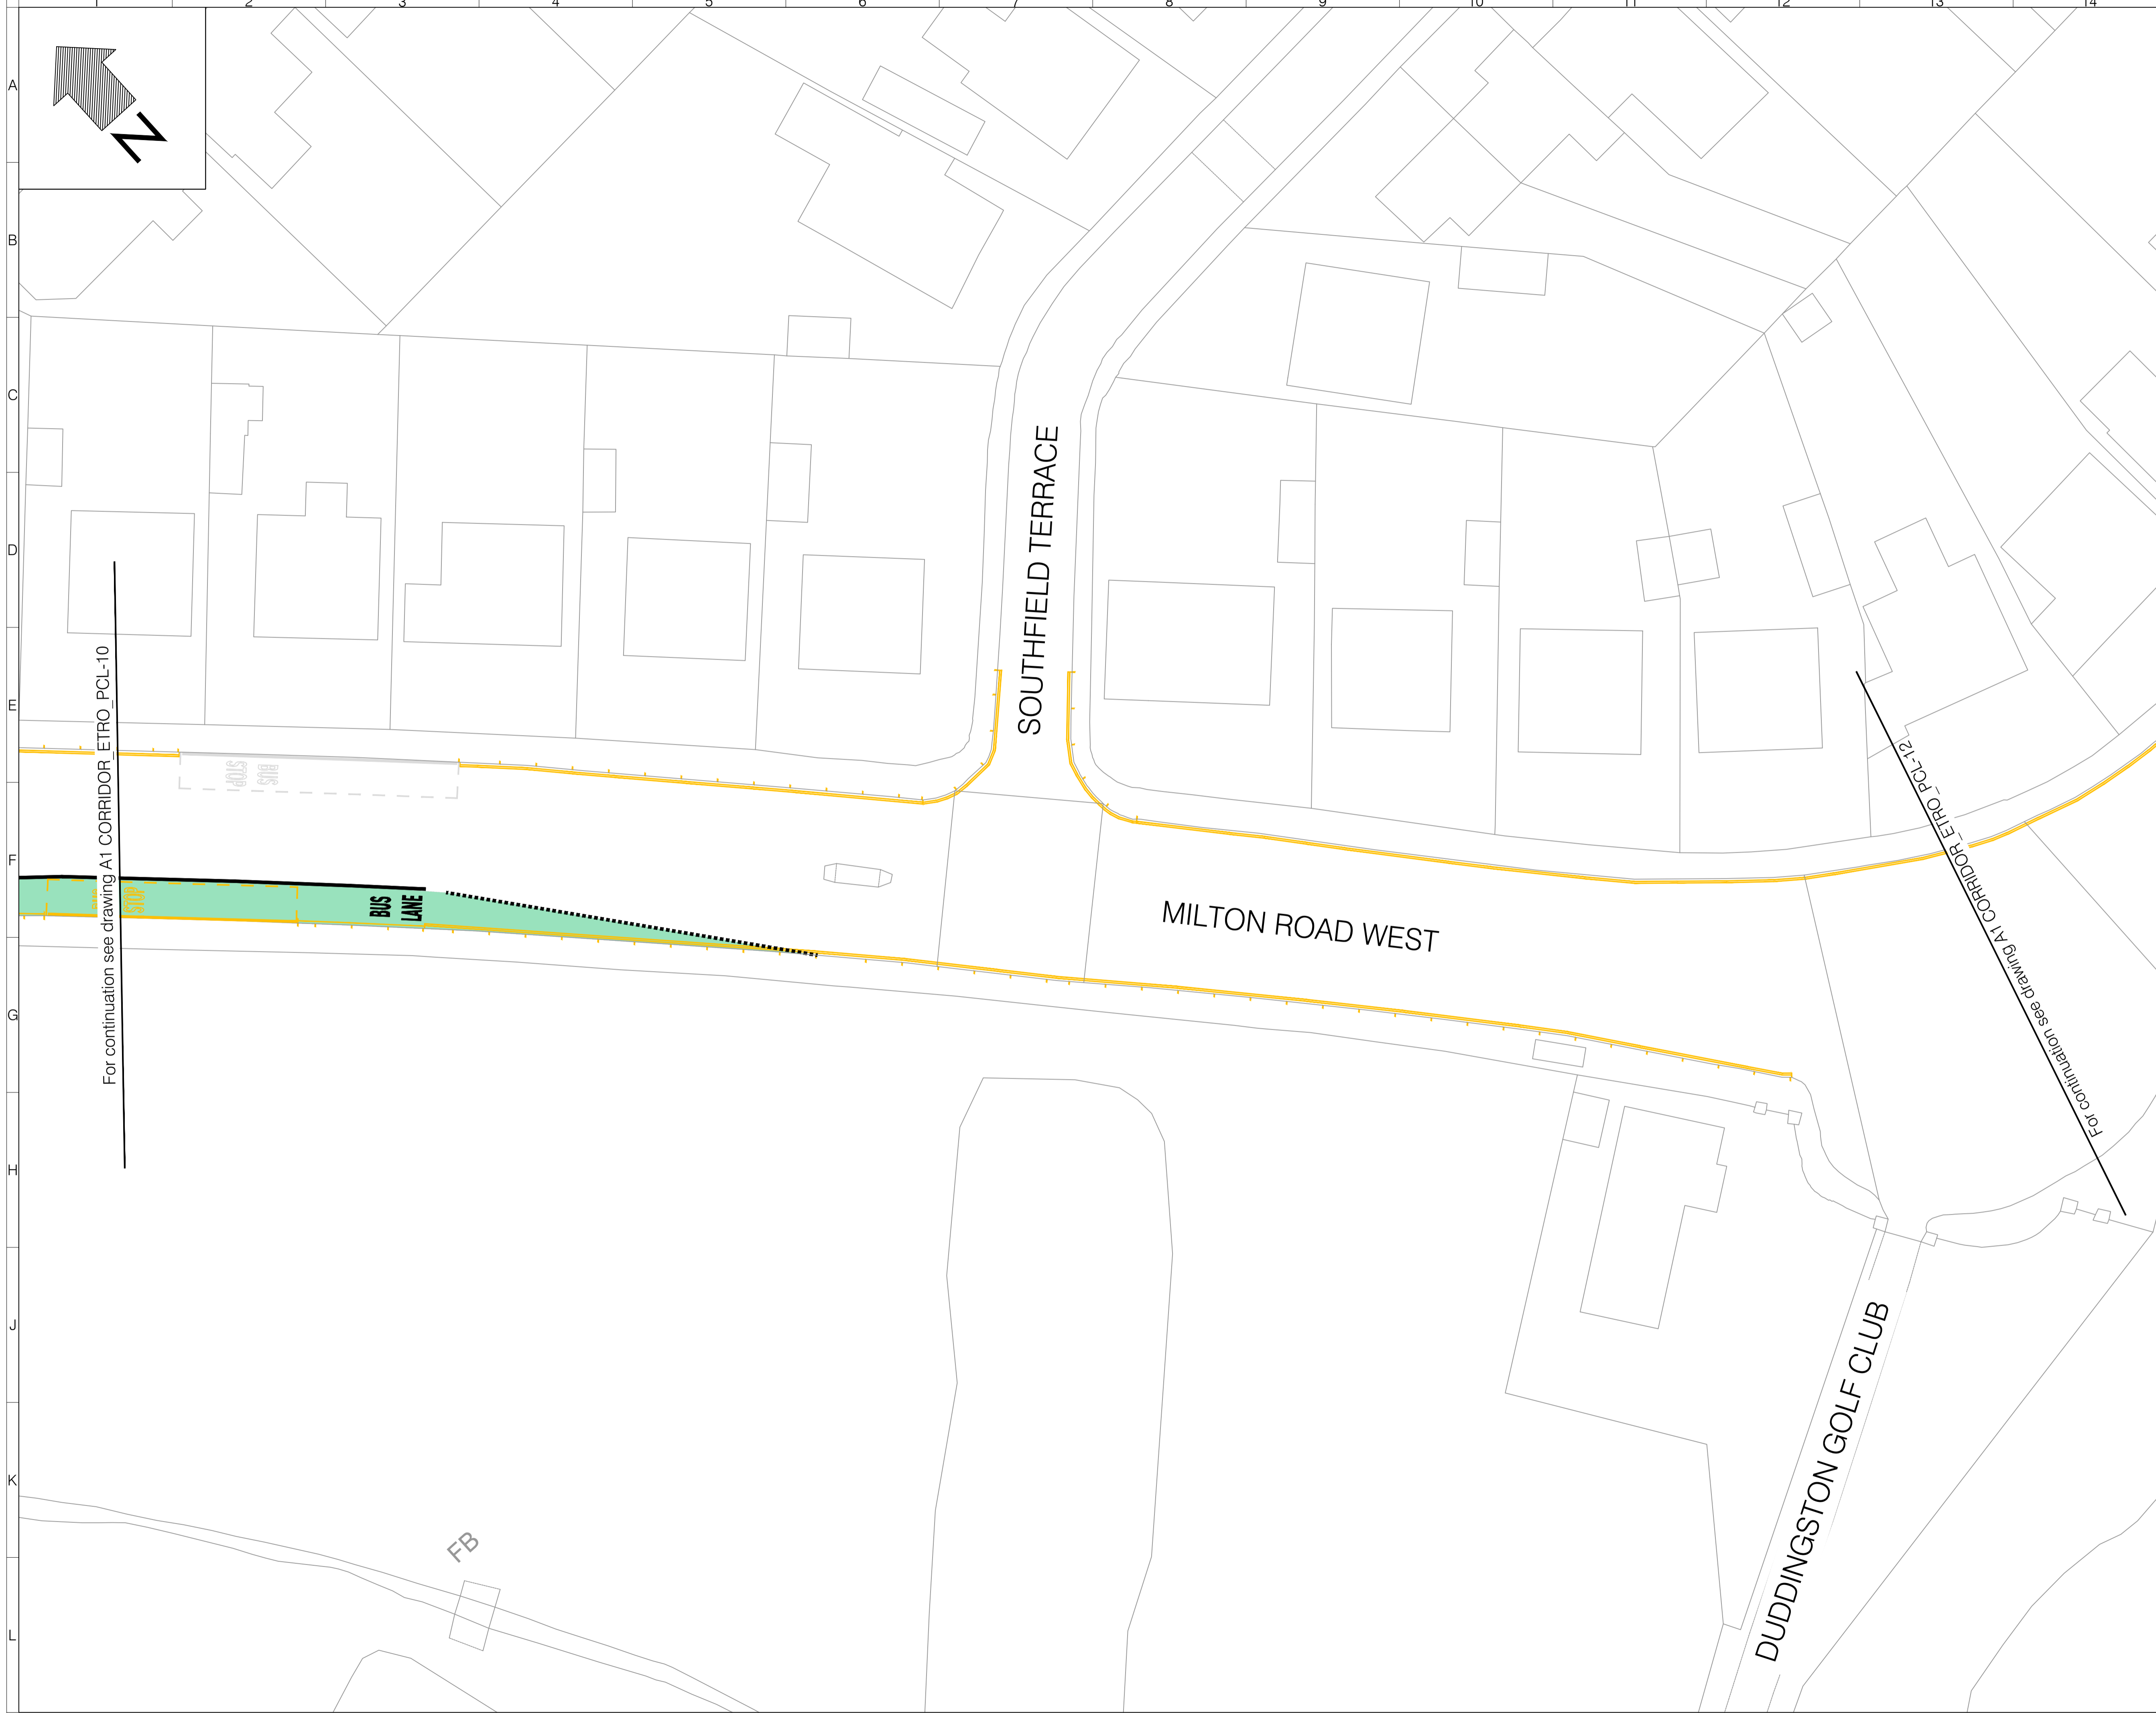 1 2 3 4 5 6 7 8 9 10 11 12 13 14
A
B
C
D
E
F
G
H
J
K
L
N
SOUTHFIELD TERRACE
For continuation see drawing A1 CORRIDOR_ETRO_PCL-10
BUS
STOP
BUS
LANE
MILTON ROAD WEST
For continuation see drawing A1 CORRIDOR_ETRO_PCL-12
DUDDINGSTON GOLF CLUB
FB